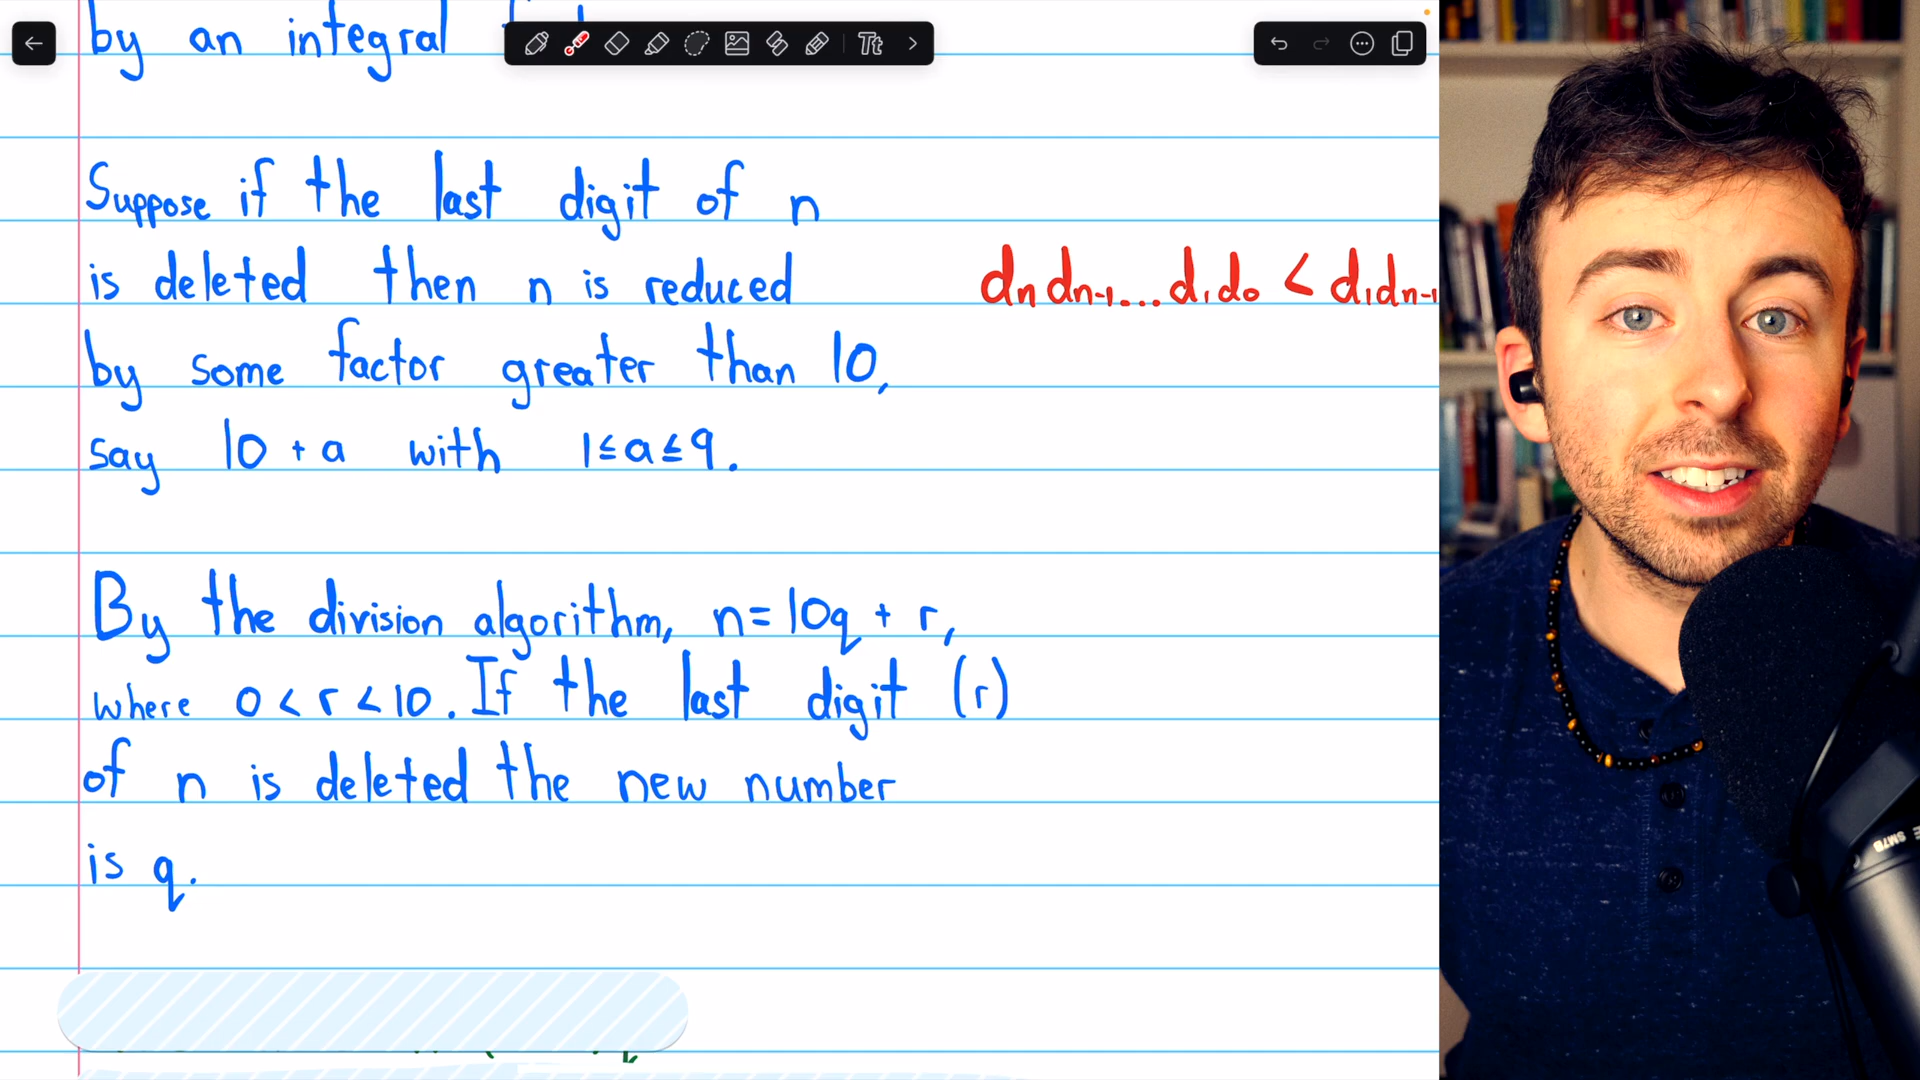 by an integral
Suppose if the last digit of n
is deleted then n is reduced
dₙdₙ₋₁...d₁d₀ < d₁dₙ₋₁
by some factor greater than 10,
say 10 + a with 1≤a≤9.
By the division algorithm, n=10q + r,
where 0<r<10. If the last digit (r)
of n is deleted the new number
is q.
Tt
SM7B